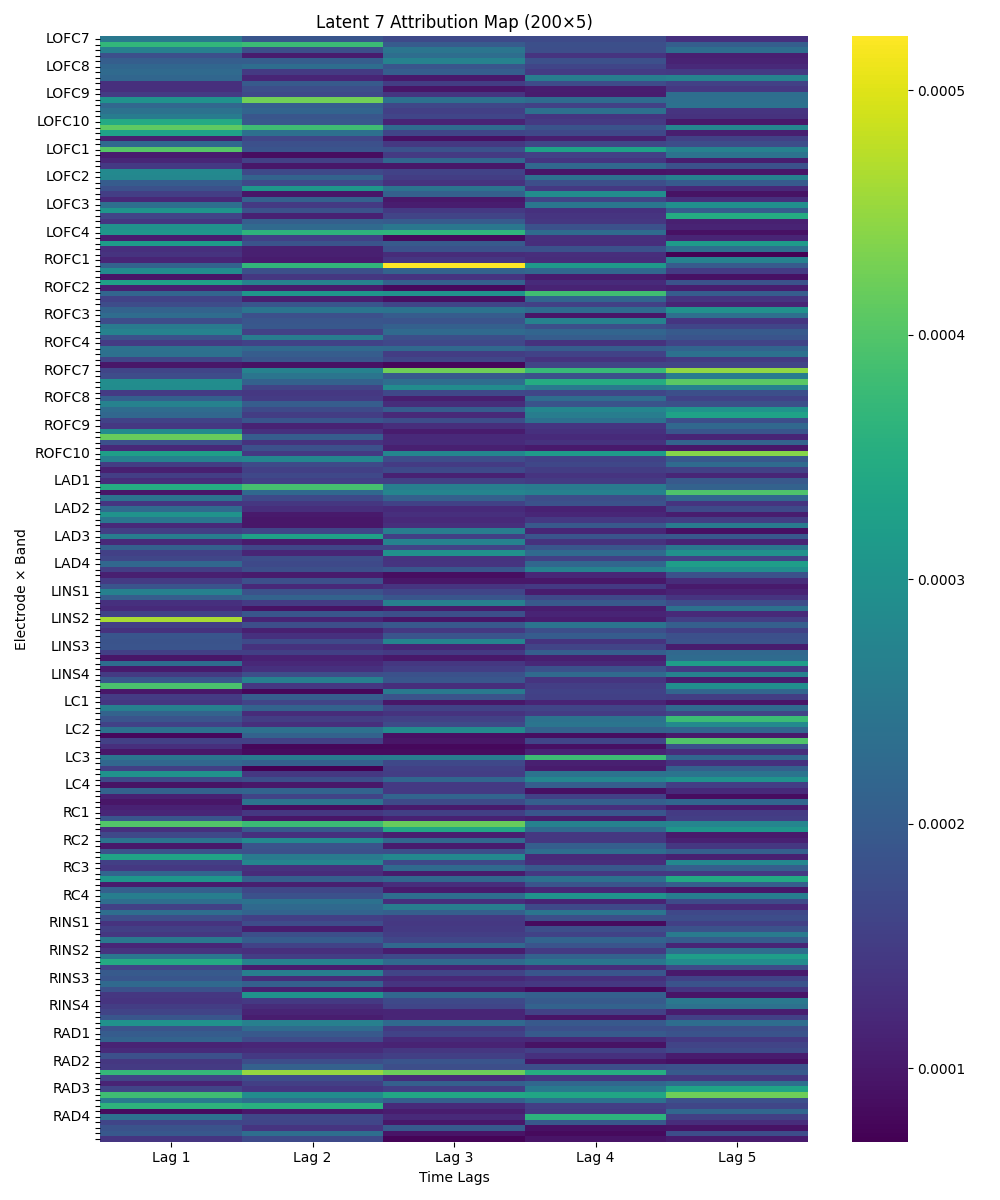 Latent 7 Attribution Map (200×5)
LOFC7
LOFC8
LOFC9
LOFC10
LOFC1
LOFC2
LOFC3
LOFC4
ROFC1
ROFC2
ROFC3
ROFC4
ROFC7
ROFC8
ROFC9
ROFC10
LAD1
LAD2
LAD3
LAD4
LINS1
LINS2
LINS3
LINS4
LC1
LC2
LC3
LC4
RC1
RC2
RC3
RC4
RINS1
RINS2
RINS3
RINS4
RAD1
RAD2
RAD3
RAD4
Electrode × Band
Lag 1 Lag 2 Lag 3 Lag 4 Lag 5
Time Lags
0.0005
0.0004
0.0003
0.0002
0.0001